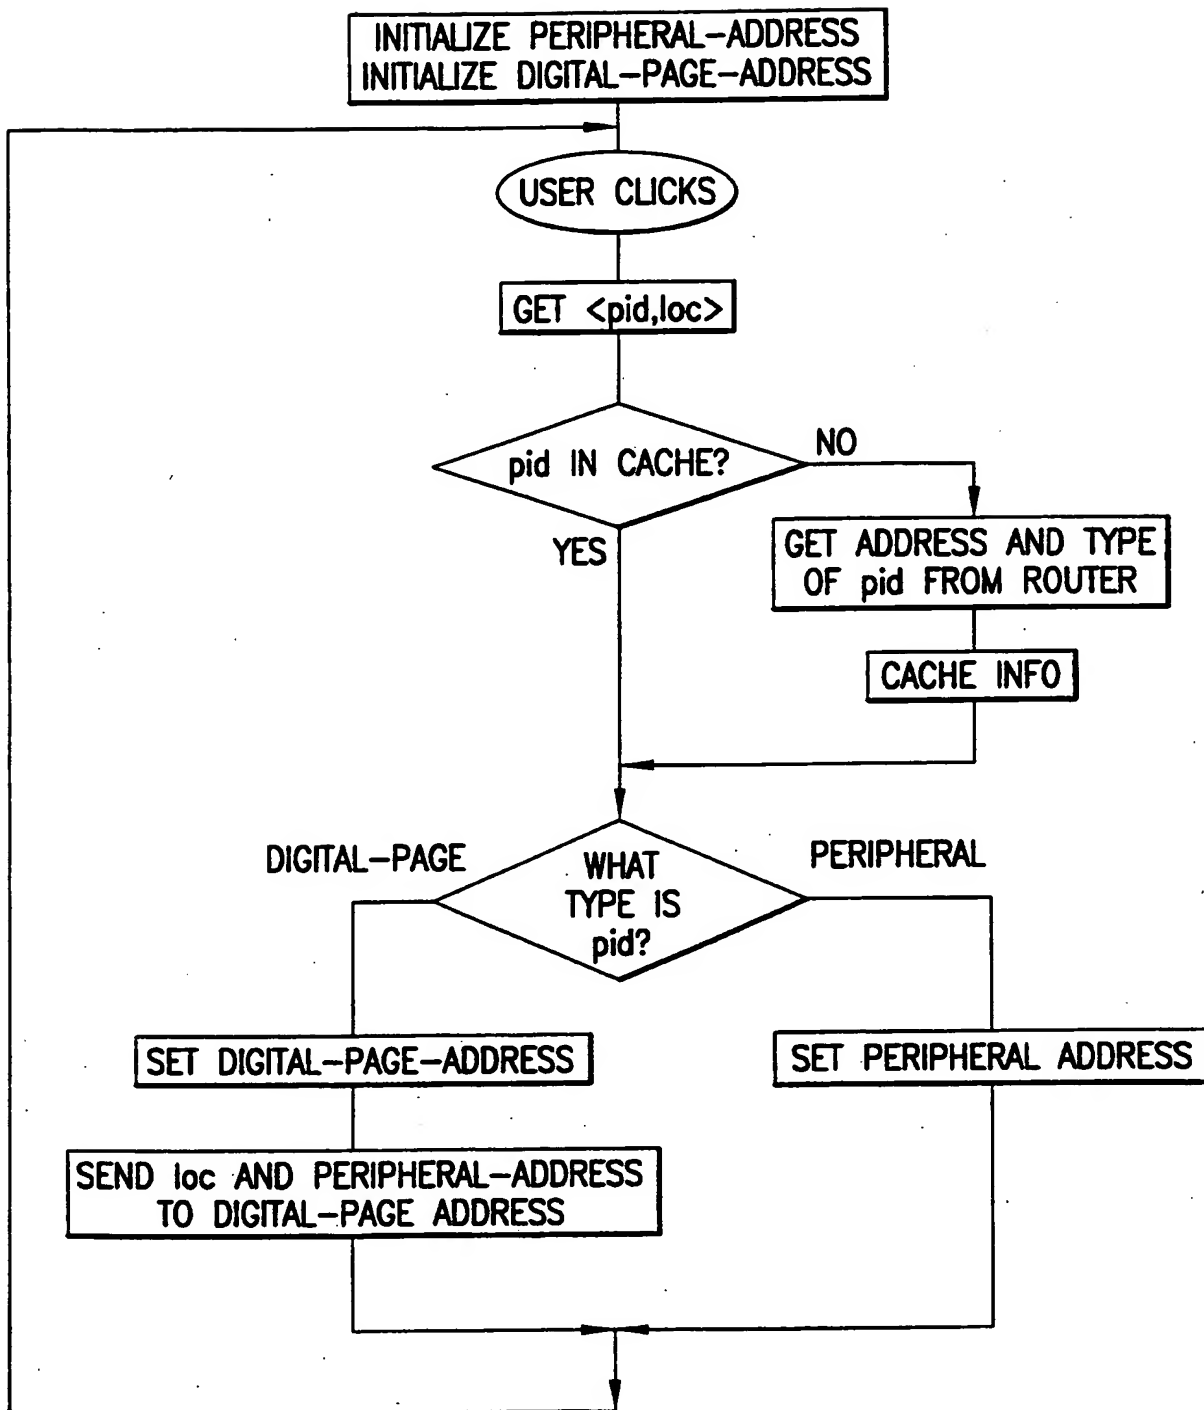 INITIALIZE PERIPHERAL-ADDRESS
INITIALIZE DIGITAL-PAGE-ADDRESS
USER CLICKS
GET <pid,loc>
pid IN CACHE?
NO
YES
GET ADDRESS AND TYPE
OF pid FROM ROUTER
CACHE INFO
DIGITAL-PAGE
WHAT
TYPE IS
pid?
PERIPHERAL
SET DIGITAL-PAGE-ADDRESS
SET PERIPHERAL ADDRESS
SEND loc AND PERIPHERAL-ADDRESS
TO DIGITAL-PAGE ADDRESS